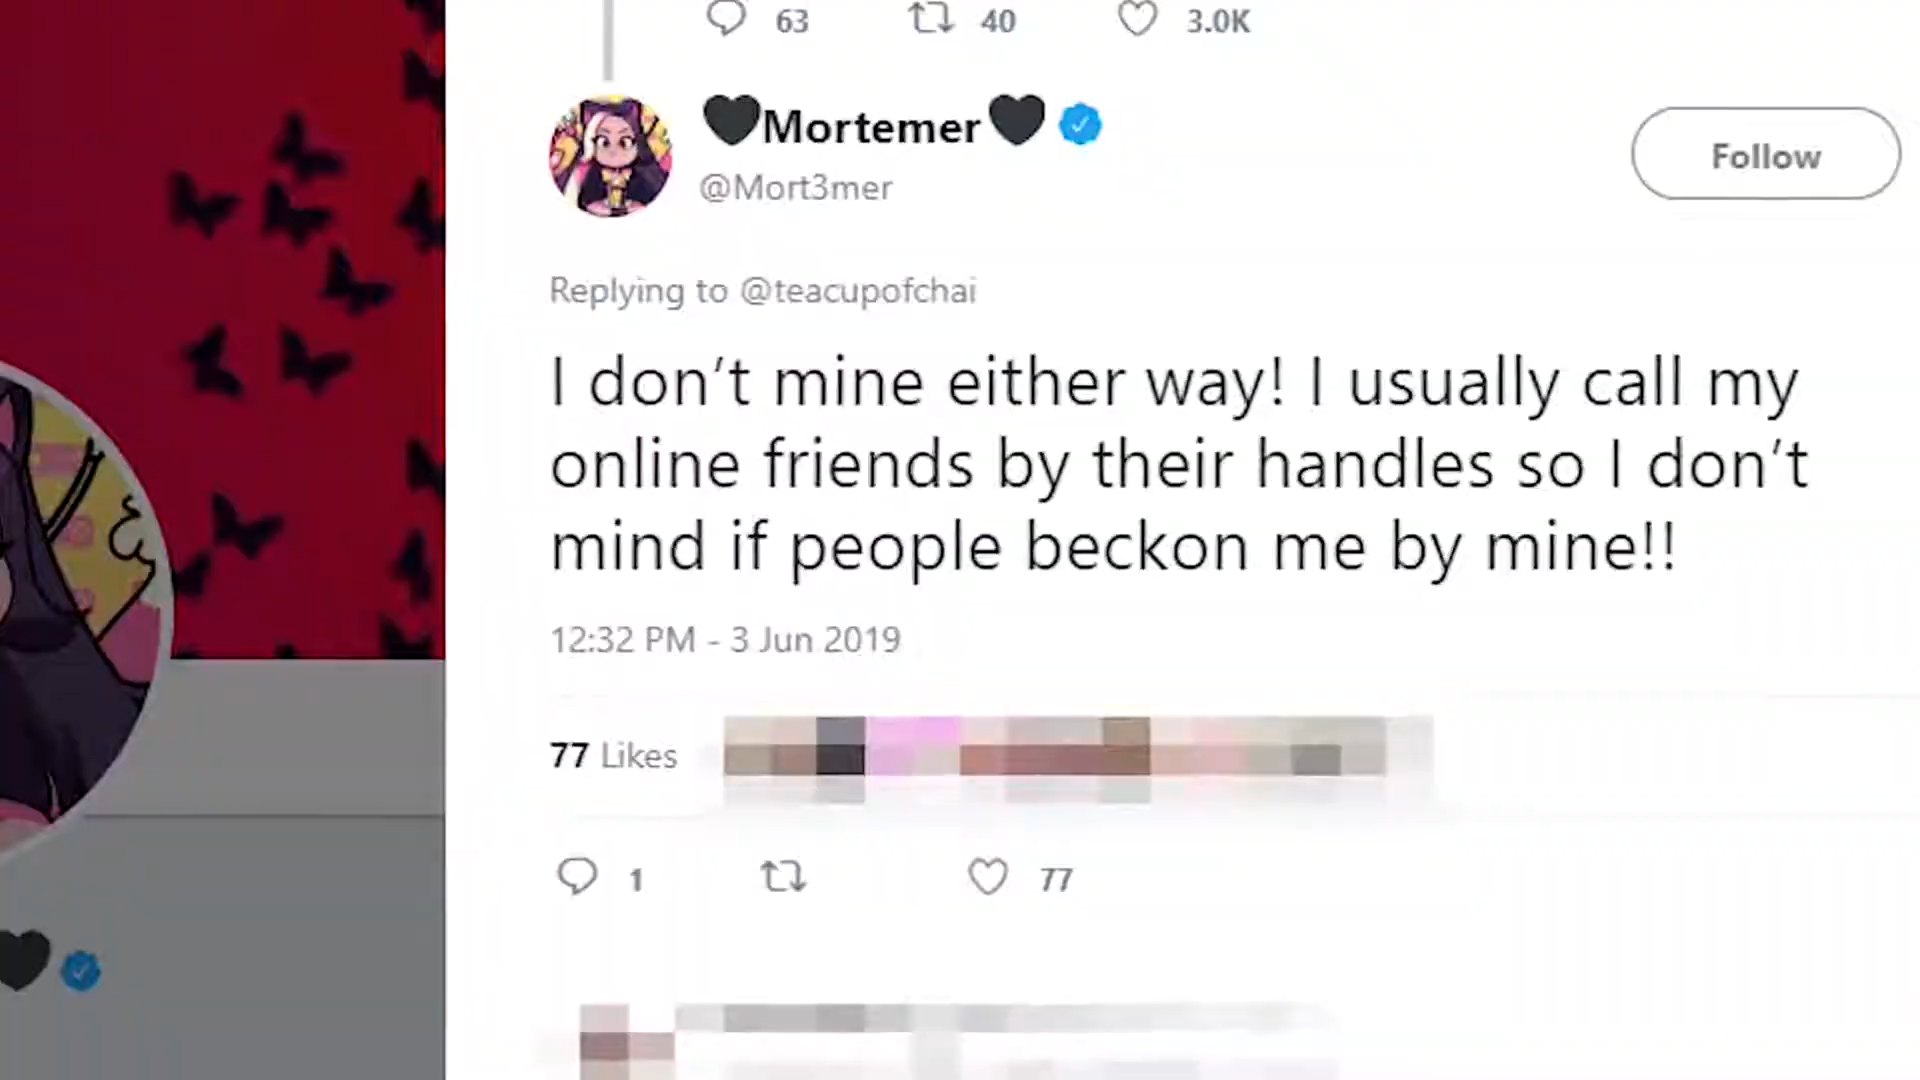 63 40 3.0K
🖤Mortemer🖤
@Mort3mer
Follow
Replying to @teacupofchai
I don't mine either way! I usually call my
online friends by their handles so I don't
mind if people beckon me by mine!!
12:32 PM - 3 Jun 2019
77 Likes
1 77